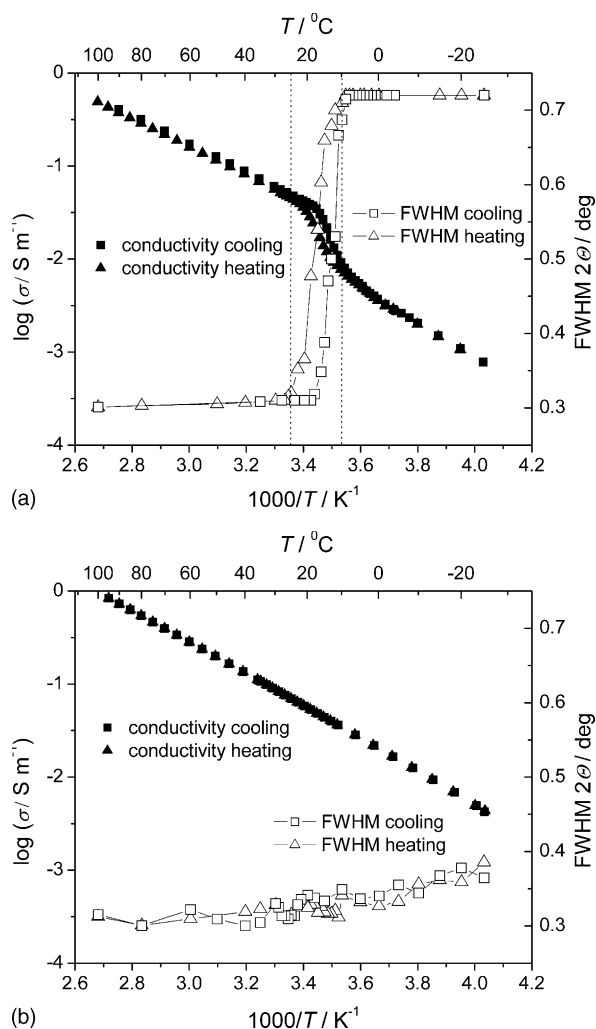 T / ⁰C
100 80 60 40 20 0 -20
0
-1
-2
-3
-4
log (σ/ S m⁻¹)
0.7
0.6
0.5
0.4
0.3
FWHM 2Θ / deg
conductivity cooling
conductivity heating
FWHM cooling
FWHM heating
2.6 2.8 3.0 3.2 3.4 3.6 3.8 4.0 4.2
(a)
1000/T / K⁻¹
T / ⁰C
100 80 60 40 20 0 -20
0
-1
-2
-3
-4
log (σ/ S m⁻¹)
0.7
0.6
0.5
0.4
0.3
FWHM 2Θ / deg
conductivity cooling
conductivity heating
FWHM cooling
FWHM heating
2.6 2.8 3.0 3.2 3.4 3.6 3.8 4.0 4.2
(b)
1000/T / K⁻¹